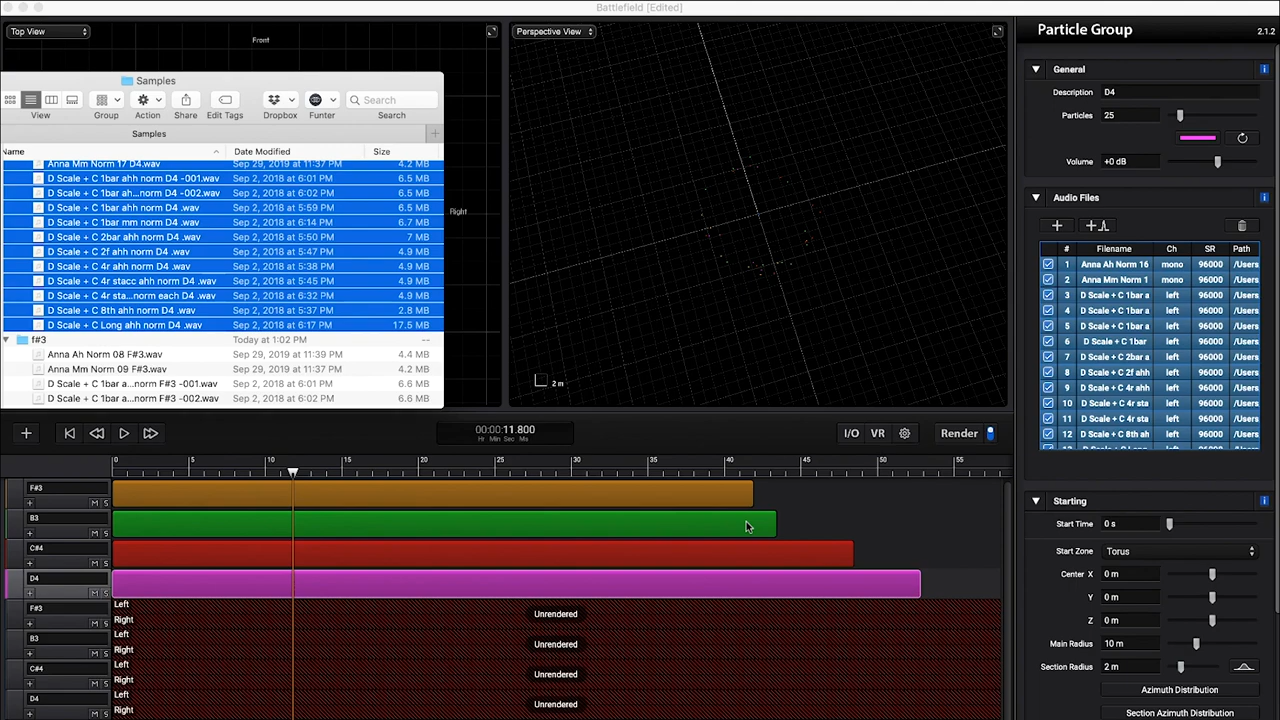 Battlefield [Edited]
Top View
Front
Right
Samples
View
Group
Action
Share
Edit Tags
Dropbox
Funter
Search
Search
Samples
Name Date Modified Size
Anna Mm Norm 17 D4.wav Sep 29, 2019 at 11:37 PM 4.2 MB
D Scale + C 1bar ahh norm D4 -001.wav Sep 2, 2018 at 6:01 PM 6.5 MB
D Scale + C 1bar ah...norm D4 -002.wav Sep 2, 2018 at 6:02 PM 6.5 MB
D Scale + C 1bar ahh norm D4 .wav Sep 2, 2018 at 5:59 PM 6.5 MB
D Scale + C 1bar mm norm D4 .wav Sep 2, 2018 at 6:14 PM 6.7 MB
D Scale + C 2bar ahh norm D4 .wav Sep 2, 2018 at 5:50 PM 7 MB
D Scale + C 2f ahh norm D4 .wav Sep 2, 2018 at 5:47 PM 4.9 MB
D Scale + C 4r ahh norm D4 .wav Sep 2, 2018 at 5:38 PM 4.9 MB
D Scale + C 4r stacc ahh norm D4 .wav Sep 2, 2018 at 5:45 PM 4.9 MB
D Scale + C 4r sta...norm each D4 .wav Sep 2, 2018 at 6:32 PM 4.9 MB
D Scale + C 8th ahh norm D4 .wav Sep 2, 2018 at 5:37 PM 2.8 MB
D Scale + C Long ahh norm D4 .wav Sep 2, 2018 at 6:17 PM 17.5 MB
f#3 Today at 1:02 PM --
Anna Ah Norm 08 F#3.wav Sep 29, 2019 at 11:39 PM 4.4 MB
Anna Mm Norm 09 F#3.wav Sep 29, 2019 at 11:39 PM 4.4 MB
D Scale + C 1bar a...norm F#3 -001.wav Sep 2, 2018 at 6:01 PM 6.6 MB
D Scale + C 1bar a...norm F#3 -002.wav Sep 2, 2018 at 6:02 PM 6.6 MB
Perspective View
2 m
00:00:11.800
Hr Min Sec Ms
I/O VR
Render
0 5 10 15 20 25 30 35 40 45 50 55
F#3
M S
B3
M S
C#4
M S
D4
M S
F#3
M S
Left
Right
Unrendered
B3
M S
Left
Right
Unrendered
C#4
M S
Left
Right
Unrendered
D4
M S
Left
Right
Unrendered
Particle Group 2.1.2
General
Description D4
Particles 25
Volume +0 dB
Audio Files
# Filename Ch SR Path
1 Anna Ah Norm 16 mono 96000 /Users
2 Anna Mm Norm 1 mono 96000 /Users
3 D Scale + C 1bar a left 96000 /Users
4 D Scale + C 1bar a left 96000 /Users
5 D Scale + C 1bar a left 96000 /Users
6 D Scale + C 1bar left 96000 /Users
7 D Scale + C 2bar a left 96000 /Users
8 D Scale + C 2f ahh left 96000 /Users
9 D Scale + C 4r ahh left 96000 /Users
10 D Scale + C 4r sta left 96000 /Users
11 D Scale + C 4r sta left 96000 /Users
12 D Scale + C 8th ah left 96000 /Users
Starting
Start Time 0 s
Start Zone Torus
Center X 0 m
Y 0 m
Z 0 m
Main Radius 10 m
Section Radius 2 m
Azimuth Distribution
Section Azimuth Distribution